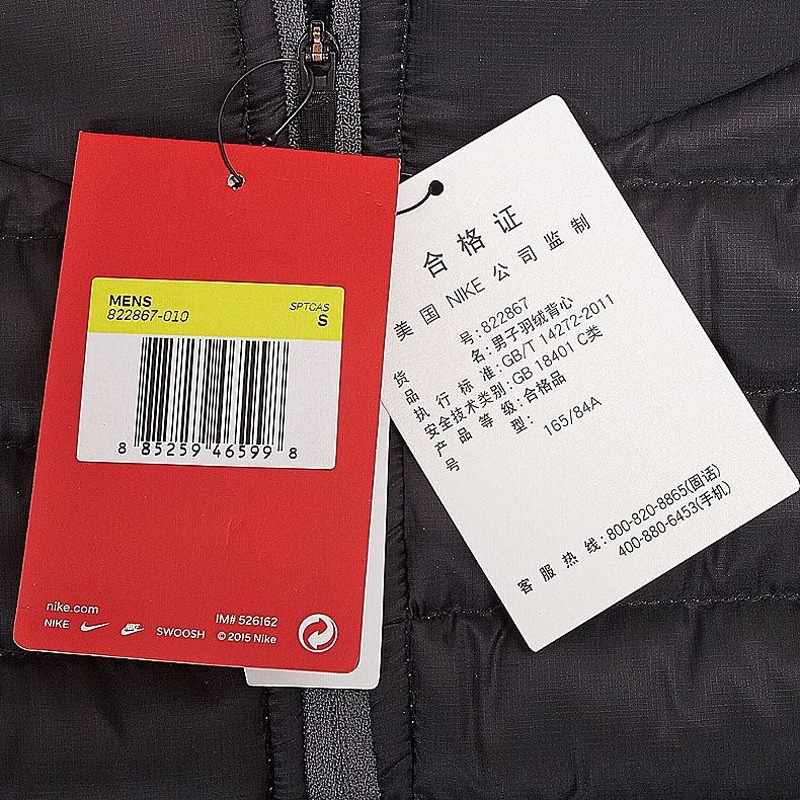 MENS
822867-010
SPTCAS
S
8 85259 46599 8
nike.com
NIKE
SWOOSH
IM# 526162
© 2015 Nike
合格证
美国NIKE公司监制
货号:822867
品名:男子羽绒背心
执行标准:GB/T 14272-2011
安全技术类别:GB 18401 C类
产品等级:合格品
号型: 165/84A
客服热线:800-820-8865(固话)
400-880-6453(手机)